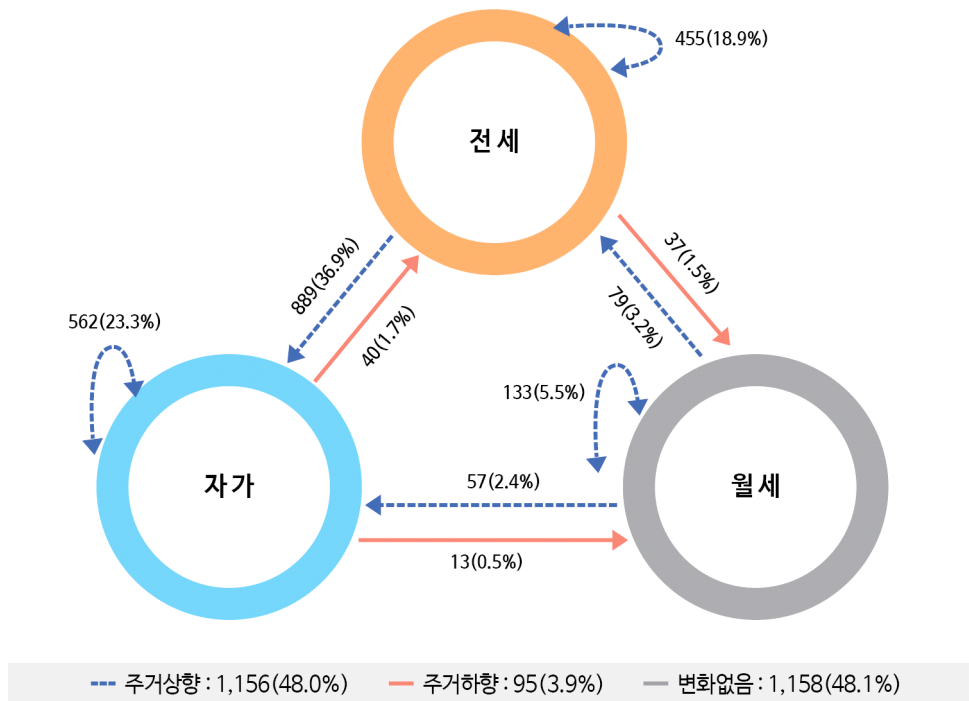 455(18.9%)
전세
889(36.9%)
40(1.7%)
37(1.5%)
79(3.2%)
562(23.3%)
133(5.5%)
자가
57(2.4%)
월세
13(0.5%)
주거상향 : 1,156(48.0%) 주거하향 : 95(3.9%) 변화없음 : 1,158(48.1%)